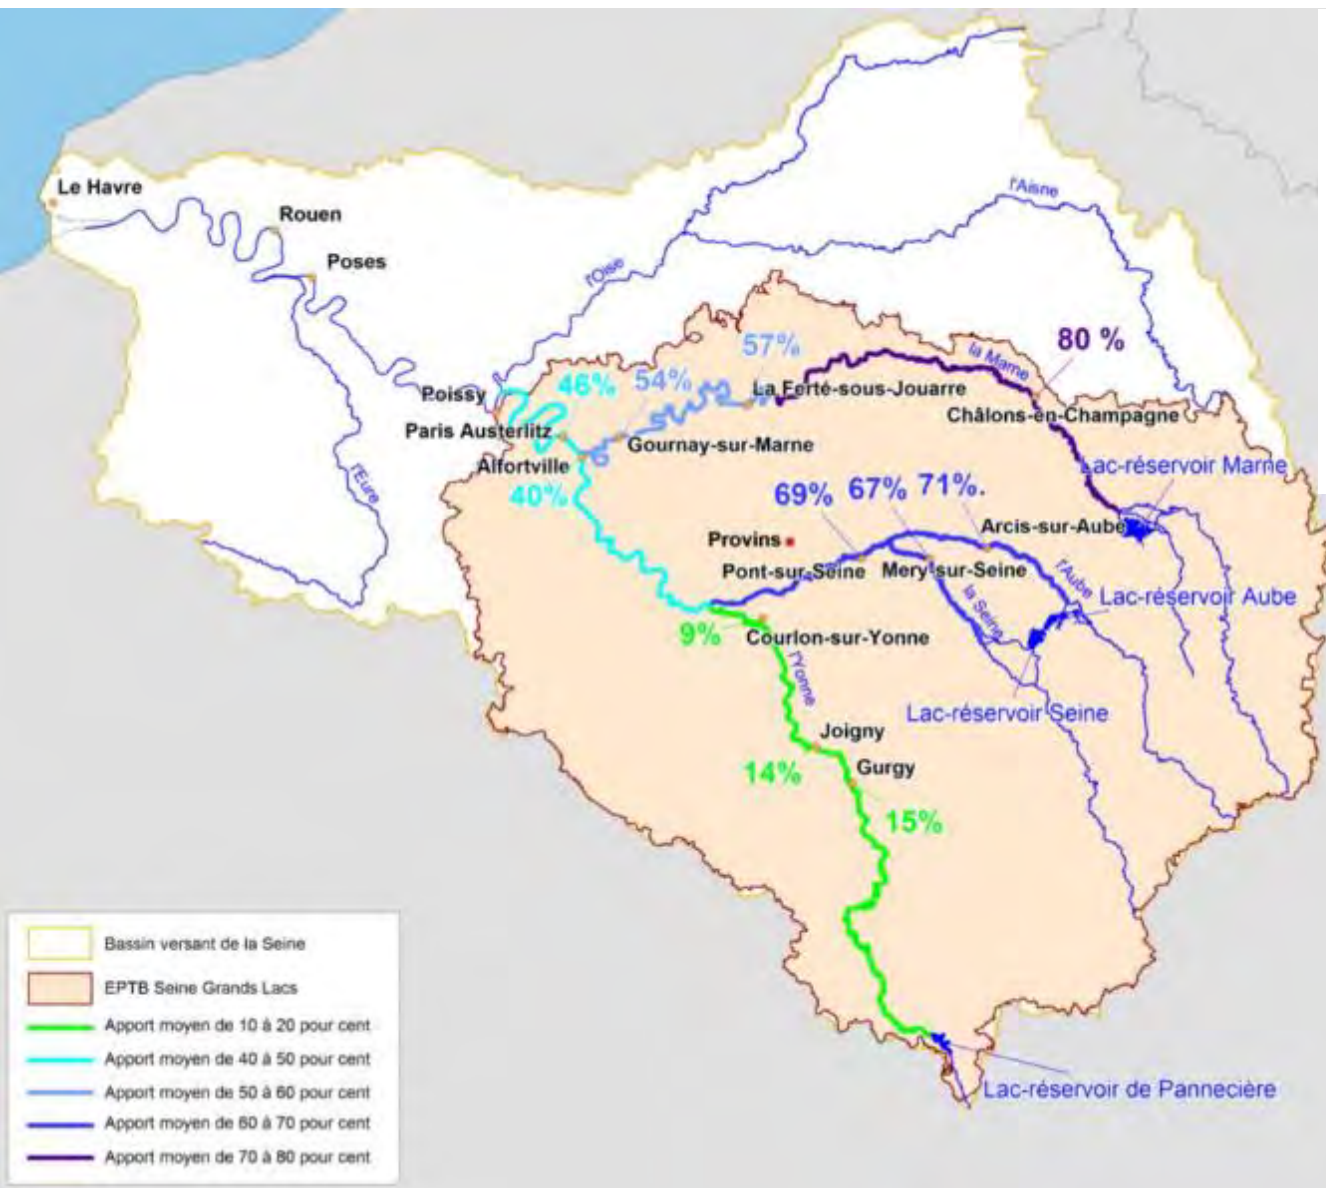 Le Havre
Rouen
Poses
l'Oise
l'Aisne
l'Eure
57%
54%
46%
80 %
la Marne
Poissy
La Ferté-sous-Jouarre
Châlons-en-Champagne
Paris Austerlitz
Gournay-sur-Marne
Alfortville
Lac-réservoir Marne
40%
69%
67%
71%.
Arcis-sur-Aube
Provins
Pont-sur-Seine
Mery-sur-Seine
l'Aube
la Seine
Lac-réservoir Aube
9%
Courlon-sur-Yonne
l'Yonne
Lac-réservoir Seine
Joigny
14%
Gurgy
15%
Lac-réservoir de Pannecière
Bassin versant de la Seine
EPTB Seine Grands Lacs
Apport moyen de 10 à 20 pour cent
Apport moyen de 40 à 50 pour cent
Apport moyen de 50 à 60 pour cent
Apport moyen de 60 à 70 pour cent
Apport moyen de 70 à 80 pour cent